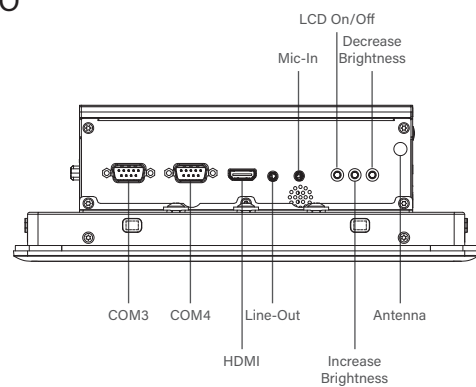 O
LCD On/Off
Decrease
Brightness
Mic-In
COM3
COM4
Line-Out
Antenna
HDMI
Increase
Brightness